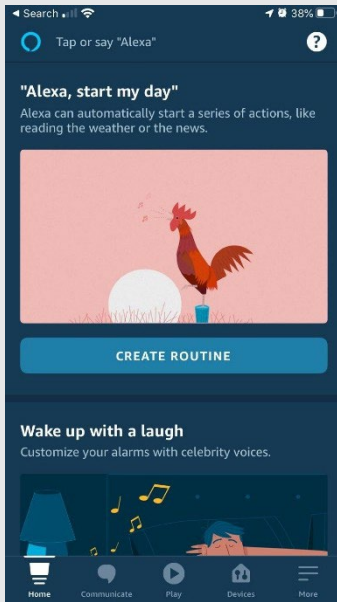 Search
38%
Tap or say "Alexa"
?
"Alexa, start my day"
Alexa can automatically start a series of actions, like
reading the weather or the news.
CREATE ROUTINE
Wake up with a laugh
Customize your alarms with celebrity voices.
Home Communicate Play Devices More